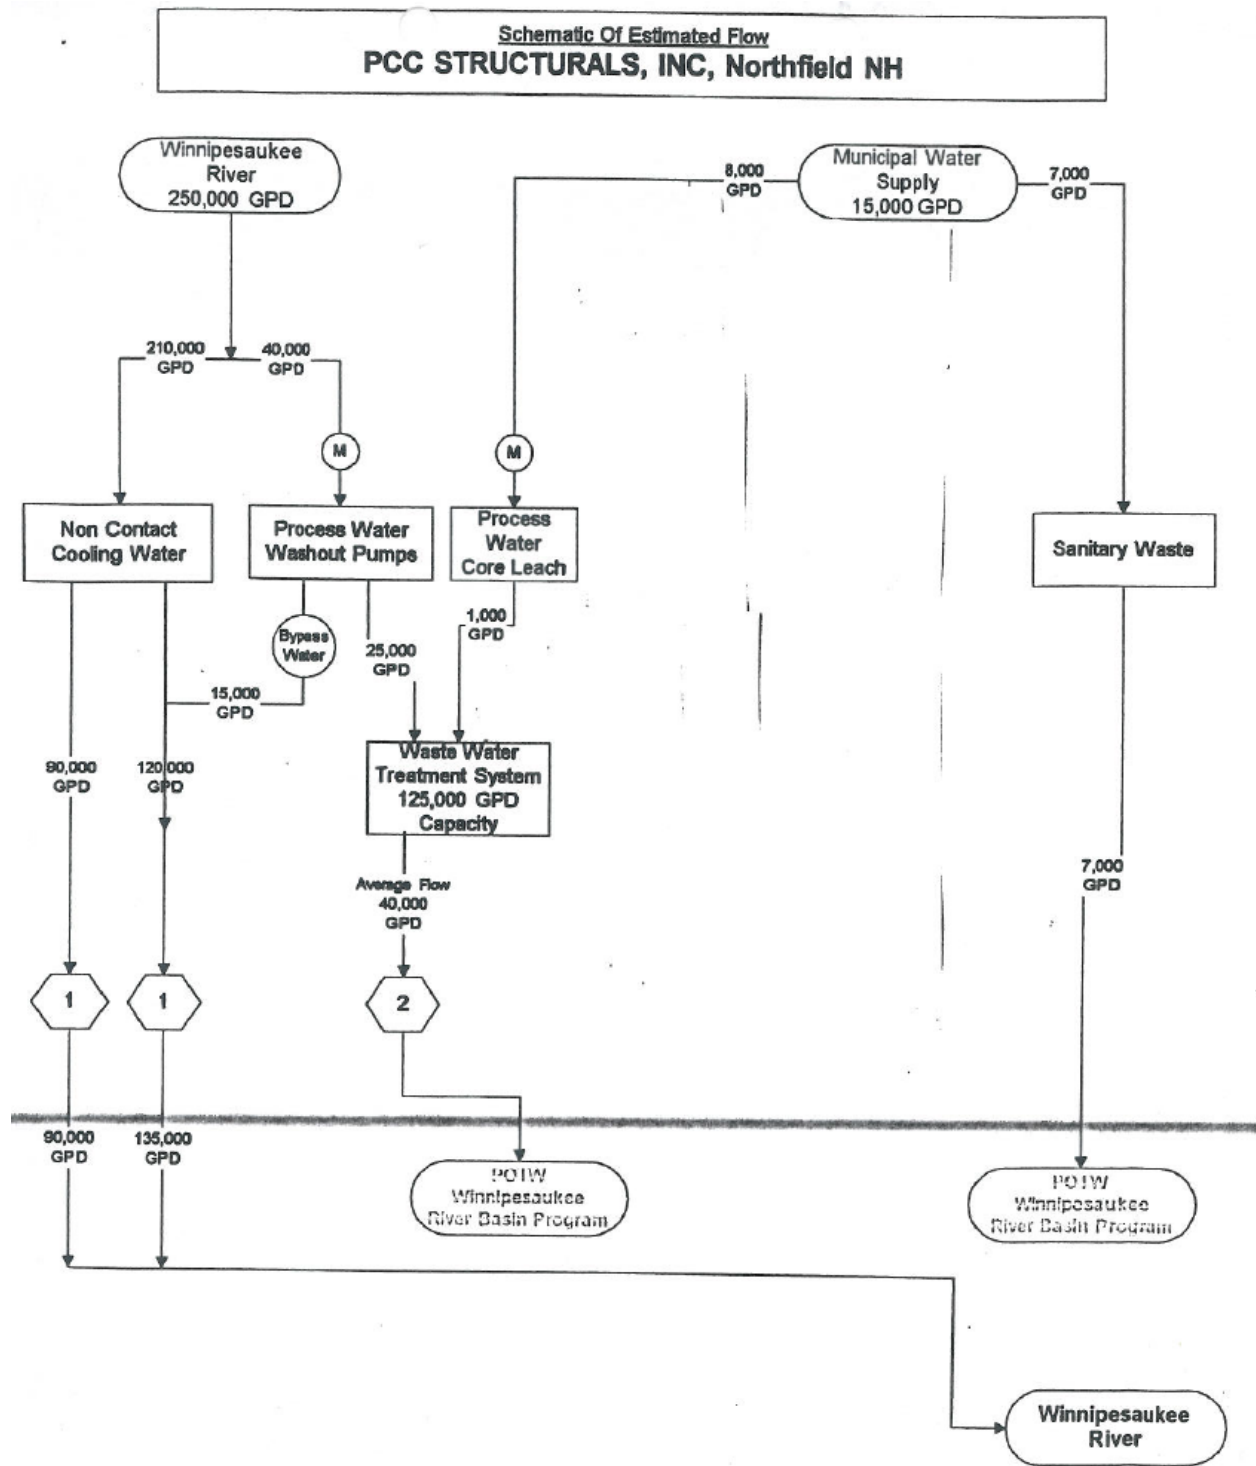 Schematic Of Estimated Flow
PCC STRUCTURALS, INC, Northfield NH
Winnipesaukee
River
250,000 GPD
Municipal Water
Supply
15,000 GPD
8,000
GPD
7,000
GPD
210,000
GPD
40,000
GPD
M
M
Non Contact
Cooling Water
Process Water
Washout Pumps
Process
Water
Core Leach
Sanitary Waste
Bypass
Water
1,000
GPD
25,000
GPD
15,000
GPD
90,000
GPD
120,000
GPD
Waste Water
Treatment System
125,000 GPD
Capacity
Average Flow
40,000
GPD
7,000
GPD
1
1
2
90,000
GPD
135,000
GPD
POTW
Winnipesaukee
River Basin Program
POTW
Winnipesaukee
River Basin Program
Winnipesaukee
River